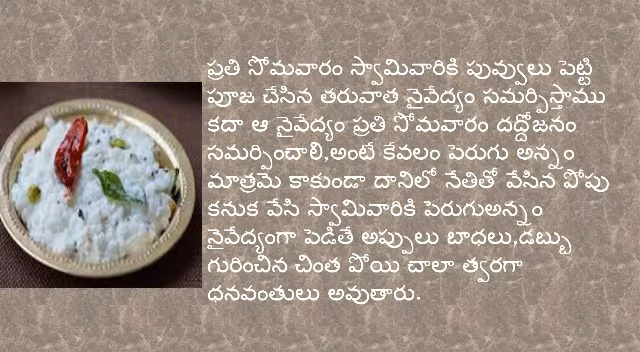 ప్రతి సోమవారం స్వామివారికి పువ్వులు పెట్టి
పూజ చేసిన తరువాత నైవేద్యం సమర్పిస్తాము
కదా ఆ నైవేద్యం ప్రతి సోమవారం దద్దోజనం
సమర్పించాలి,అంటే కేవలం పెరుగు అన్నం
మాత్రమే కాకుండా దానిలో నేతితో వేసిన పోపు
కనుక వేసి స్వామివారికి పెరుగుఅన్నం
నైవేద్యంగా పెడితే అప్పులు బాధలు,డబ్బు
గురించిన చింత పోయి చాలా త్వరగా
ధనవంతులు అవుతారు.